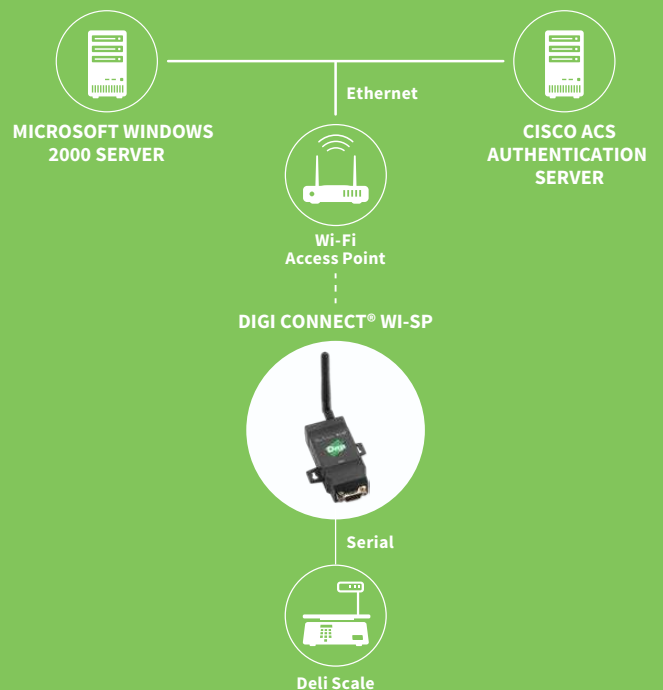 Ethernet
MICROSOFT WINDOWS
2000 SERVER
CISCO ACS
AUTHENTICATION
SERVER
Wi-Fi
Access Point
DIGI CONNECT® WI-SP
Digi
Serial
Deli Scale